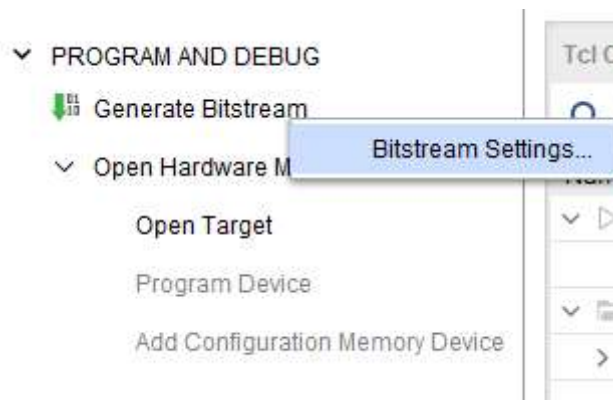 PROGRAM AND DEBUG
Tcl
Generate Bitstream
Bitstream Settings...
Open Hardware M
Open Target
Program Device
Add Configuration Memory Device